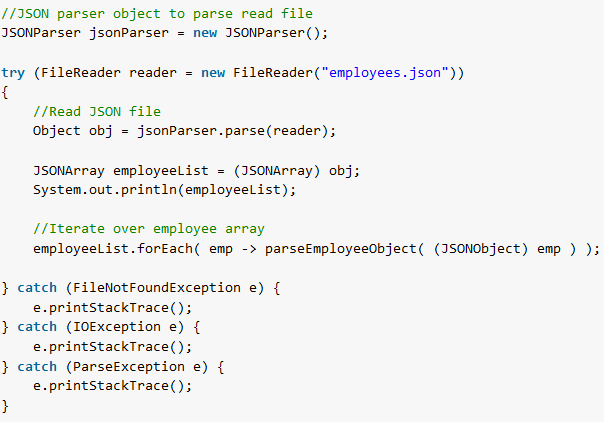 //JSON parser object to parse read file
JSONParser jsonParser = new JSONParser();

try (FileReader reader = new FileReader("employees.json"))
{
    //Read JSON file
    Object obj = jsonParser.parse(reader);

    JSONArray employeeList = (JSONArray) obj;
    System.out.println(employeeList);

    //Iterate over employee array
    employeeList.forEach( emp -> parseEmployeeObject( (JSONObject) emp ) );

} catch (FileNotFoundException e) {
    e.printStackTrace();
} catch (IOException e) {
    e.printStackTrace();
} catch (ParseException e) {
    e.printStackTrace();
}